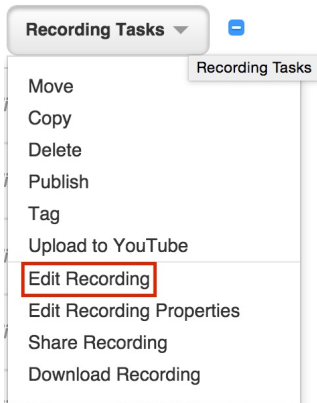 Recording Tasks
Recording Tasks
Move
Copy
Delete
Publish
Tag
Upload to YouTube
Edit Recording
Edit Recording Properties
Share Recording
Download Recording